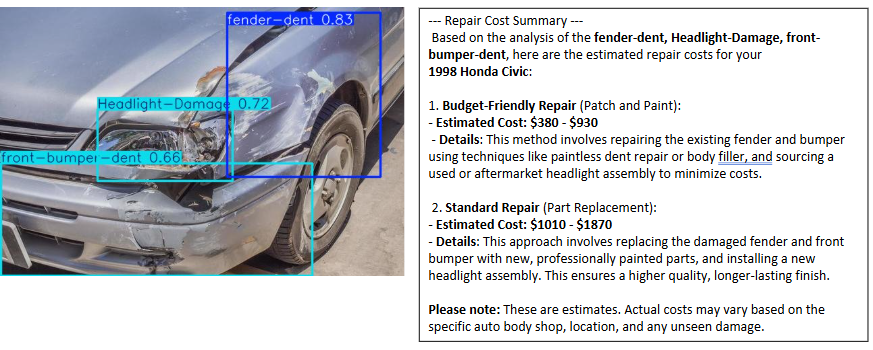 fender-dent 0.83
Headlight-Damage 0.72
front-bumper-dent 0.66
--- Repair Cost Summary ---
Based on the analysis of the fender-dent, Headlight-Damage, front-
bumper-dent, here are the estimated repair costs for your
1998 Honda Civic:
1. Budget-Friendly Repair (Patch and Paint):
- Estimated Cost: $380 - $930
- Details: This method involves repairing the existing fender and bumper
using techniques like paintless dent repair or body filler, and sourcing a
used or aftermarket headlight assembly to minimize costs.
2. Standard Repair (Part Replacement):
- Estimated Cost: $1010 - $1870
- Details: This approach involves replacing the damaged fender and front
bumper with new, professionally painted parts, and installing a new
headlight assembly. This ensures a higher quality, longer-lasting finish.
Please note: These are estimates. Actual costs may vary based on the
specific auto body shop, location, and any unseen damage.